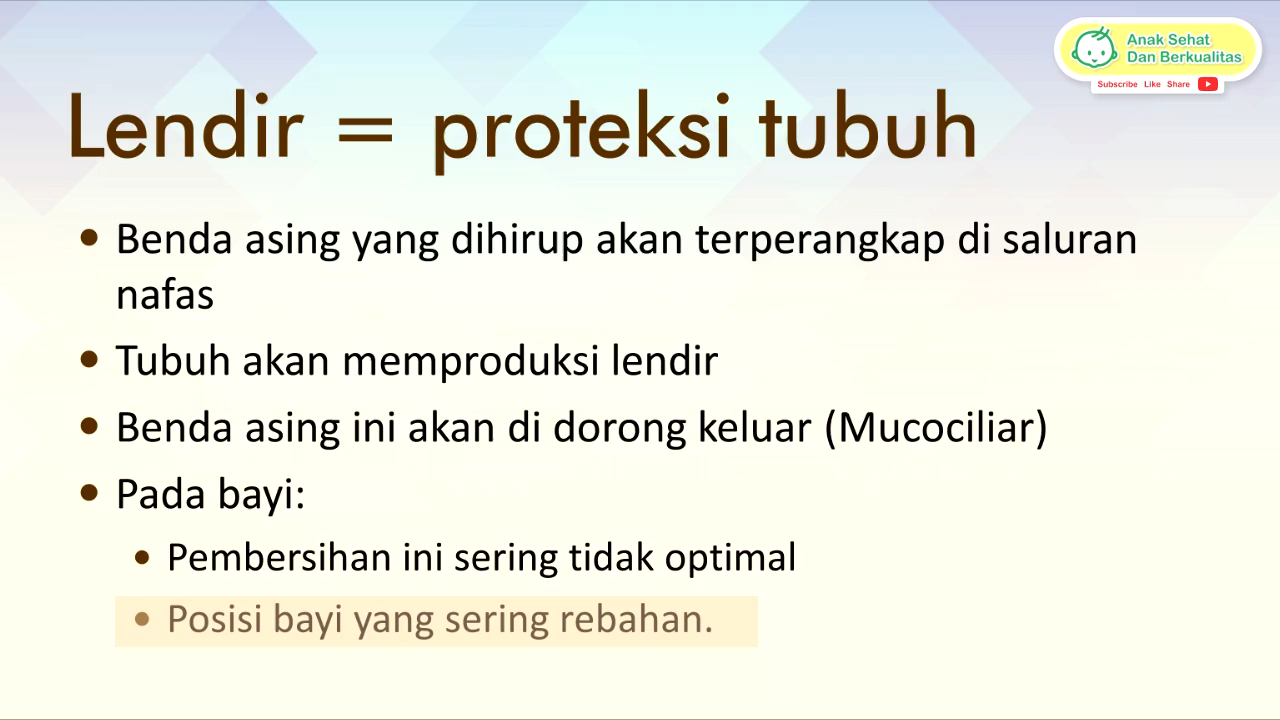 Anak Sehat
Dan Berkualitas
Subscribe Like Share
Lendir = proteksi tubuh
• Benda asing yang dihirup akan terperangkap di saluran
nafas
• Tubuh akan memproduksi lendir
• Benda asing ini akan di dorong keluar (Mucociliar)
• Pada bayi:
• Pembersihan ini sering tidak optimal
• Posisi bayi yang sering rebahan.